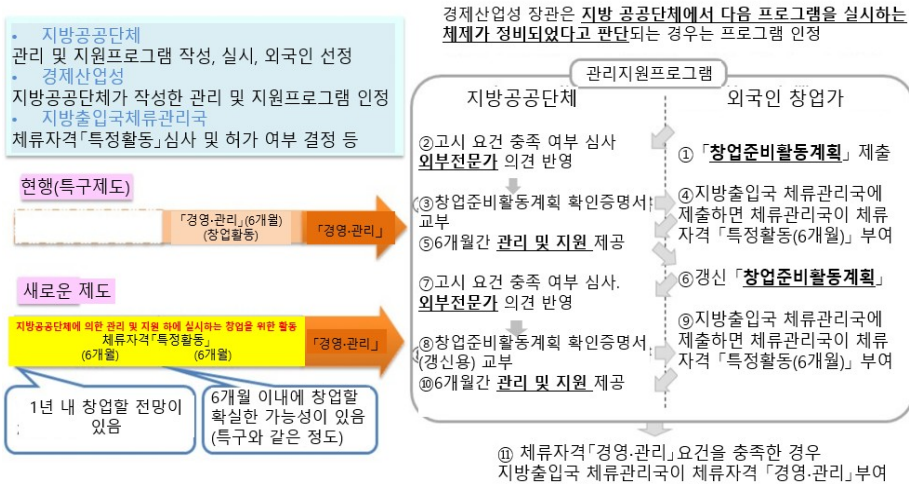 • 지방공공단체
관리 및 지원프로그램 작성, 실시, 외국인 선정
• 경제산업성
지방공공단체가 작성한 관리 및 지원프로그램 인정
• 지방출입국체류관리국
체류자격「특정활동」심사 및 허가 여부 결정 등
현행(특구제도)
「경영·관리」(6개월)
(창업활동)
「경영·관리」
새로운 제도
지방공공단체에 의한 관리 및 지원 하에 실시하는 창업을 위한 활동
체류자격「특정활동」
(6개월)
(6개월)
「경영·관리」
1년 내 창업할 전망이
있음
6개월 이내에 창업할
확실한 가능성이 있음
(특구와 같은 정도)
경제산업성 장관은 지방 공공단체에서 다음 프로그램을 실시하는
체제가 정비되었다고 판단되는 경우는 프로그램 인정
관리지원프로그램
지방공공단체
②고시 요건 충족 여부 심사
외부전문가 의견 반영
③창업준비활동계획 확인증명서
교부
⑤6개월간 관리 및 지원 제공
⑦고시 요건 충족 여부 심사.
외부전문가 의견 반영
⑧창업준비활동계획 확인증명서
(갱신용) 교부
⑩6개월간 관리 및 지원 제공
외국인 창업가
①「창업준비활동계획」 제출
④지방출입국 체류관리국에
제출하면 체류관리국이 체류
자격 「특정활동(6개월)」 부여
⑥갱신「창업준비활동계획」
⑨지방출입국 체류관리국에
제출하면 체류관리국이 체류
자격 「특정활동(6개월)」 부여
⑪ 체류자격「경영·관리」요건을 충족한 경우
지방출입국 체류관리국이 체류자격 「경영·관리」부여